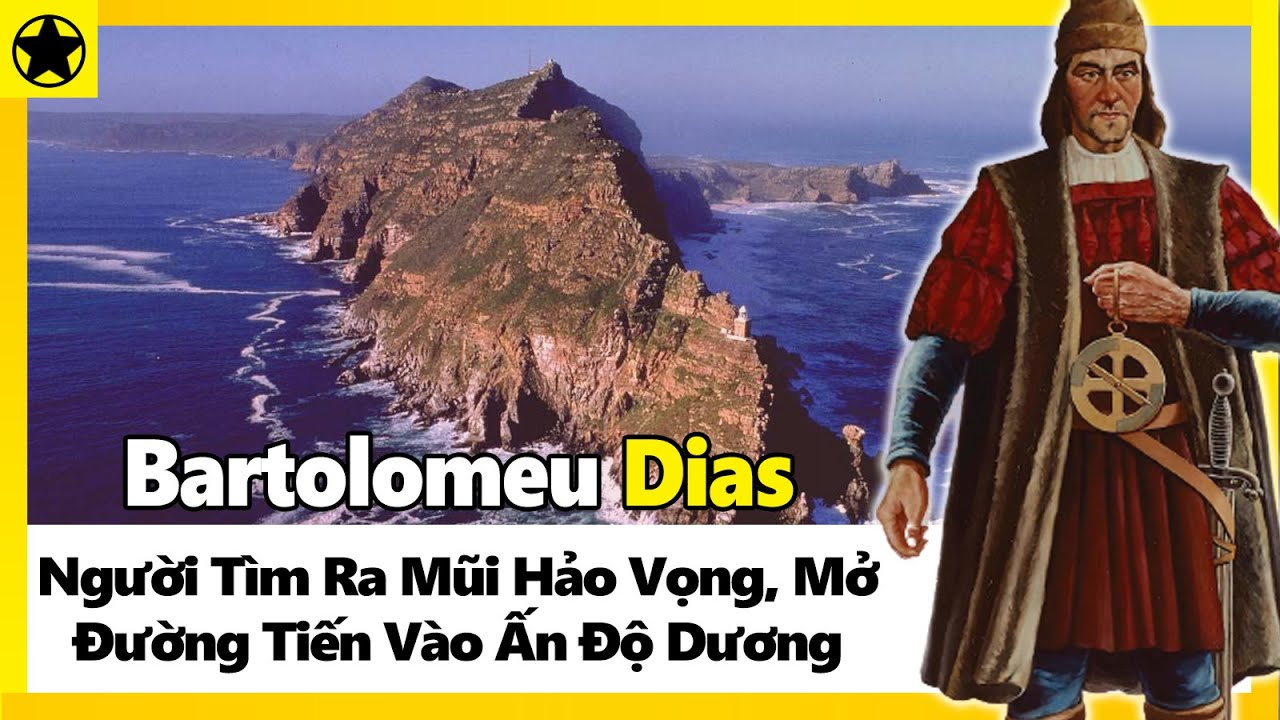 Bartolomeu Dias
Người Tìm Ra Mũi Hảo Vọng, Mở
Đường Tiến Vào Ấn Độ Dương